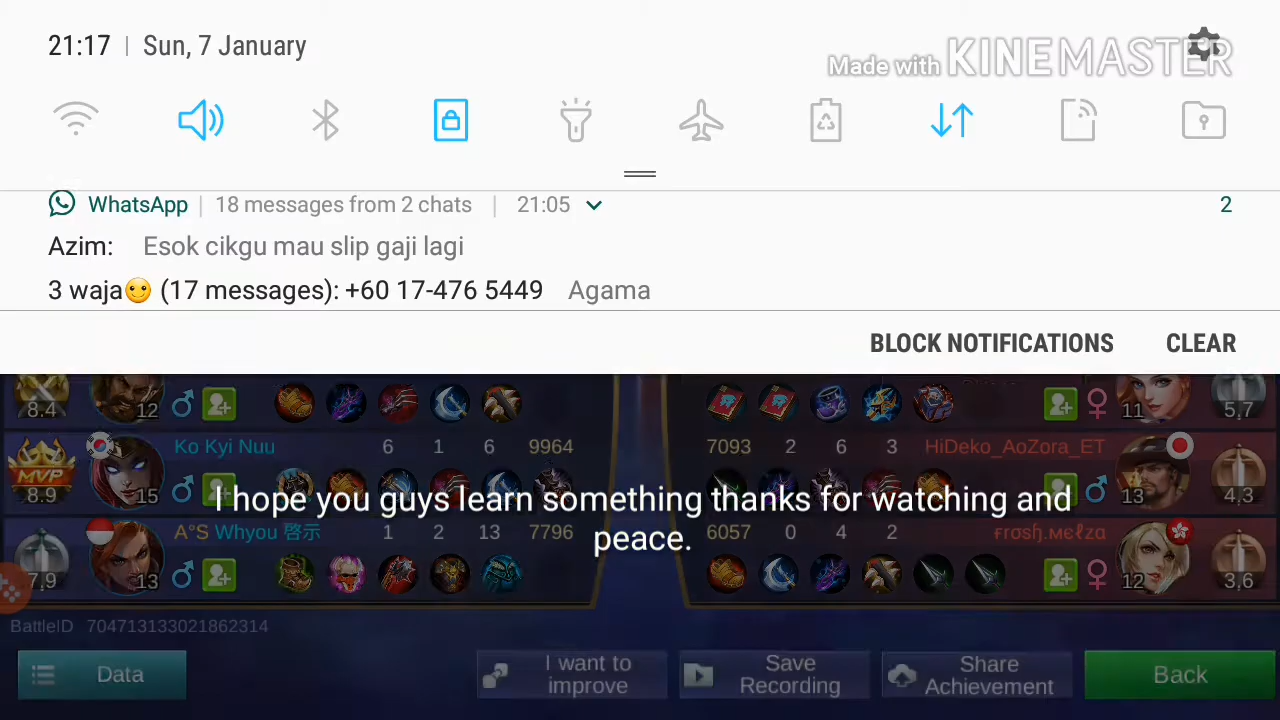 21:17 | Sun, 7 January
Made with KINEMASTER
WhatsApp | 18 messages from 2 chats | 21:05 2
Azim: Esok cikgu mau slip gaji lagi
3 waja🙂 (17 messages): +60 17-476 5449 Agama
BLOCK NOTIFICATIONS CLEAR
8.4 12 11 5,7
Ko Kyi Nuu 6 1 6 9964 7093 2 6 3 HiDeko_AoZora_ET
MVP 8.9 15 13 4,3
I hope you guys learn something thanks for watching and
peace.
A°S Whyou 啓示 1 2 13 7796 6057 0 4 2 ғrosɧ.мєℓzα
7,9 13 12 3,6
BattleID 704713133021862314
Data
I want to
improve
Save
Recording
Share
Achievement
Back